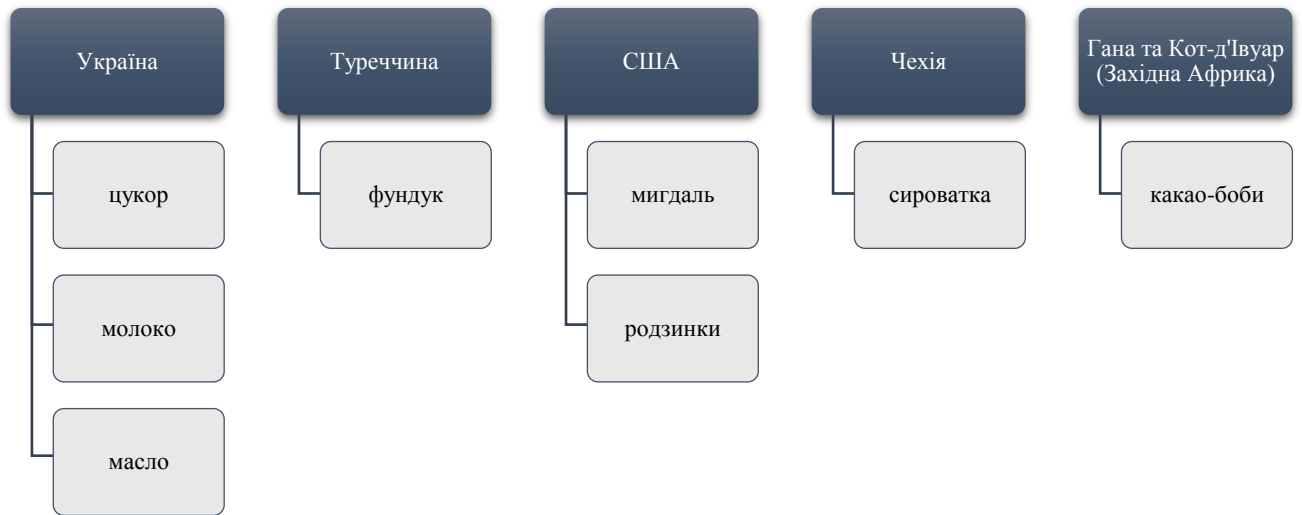 Україна
цукор
молоко
масло
Туреччина
фундук
США
мигдаль
родзинки
Чехія
сироватка
Гана та Кот-д'Івуар
(Західна Африка)
какао-боби